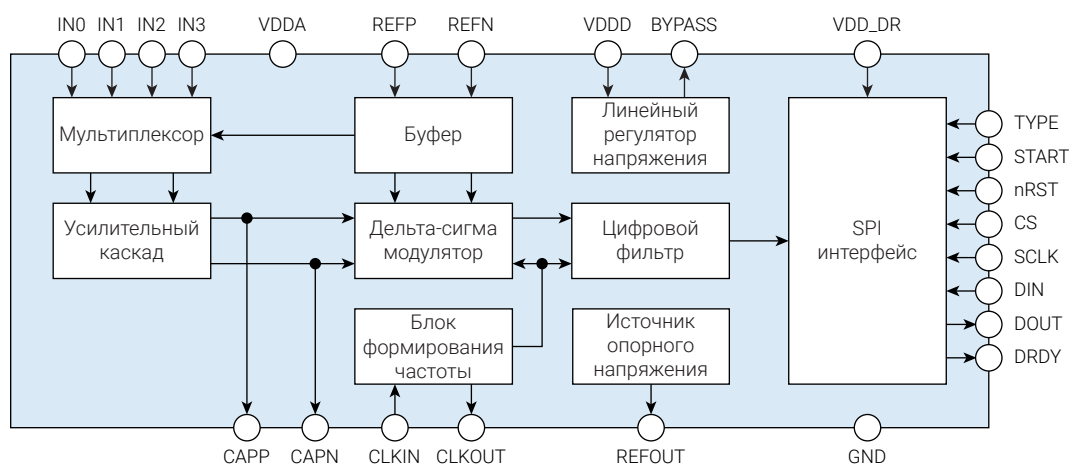 IN0 IN1 IN2 IN3 VDDA REFP REFN VDDD BYPASS VDD_DR
Мультиплексор
Буфер
Линейный
регулятор
напряжения
TYPE
START
nRST
CS
SCLK
DIN
DOUT
DRDY
SPI
интерфейс
Усилительный
каскад
Дельта-сигма
модулятор
Цифровой
фильтр
Блок
формирования
частоты
Источник
опорного
напряжения
CAPP CAPN CLKIN CLKOUT REFOUT GND